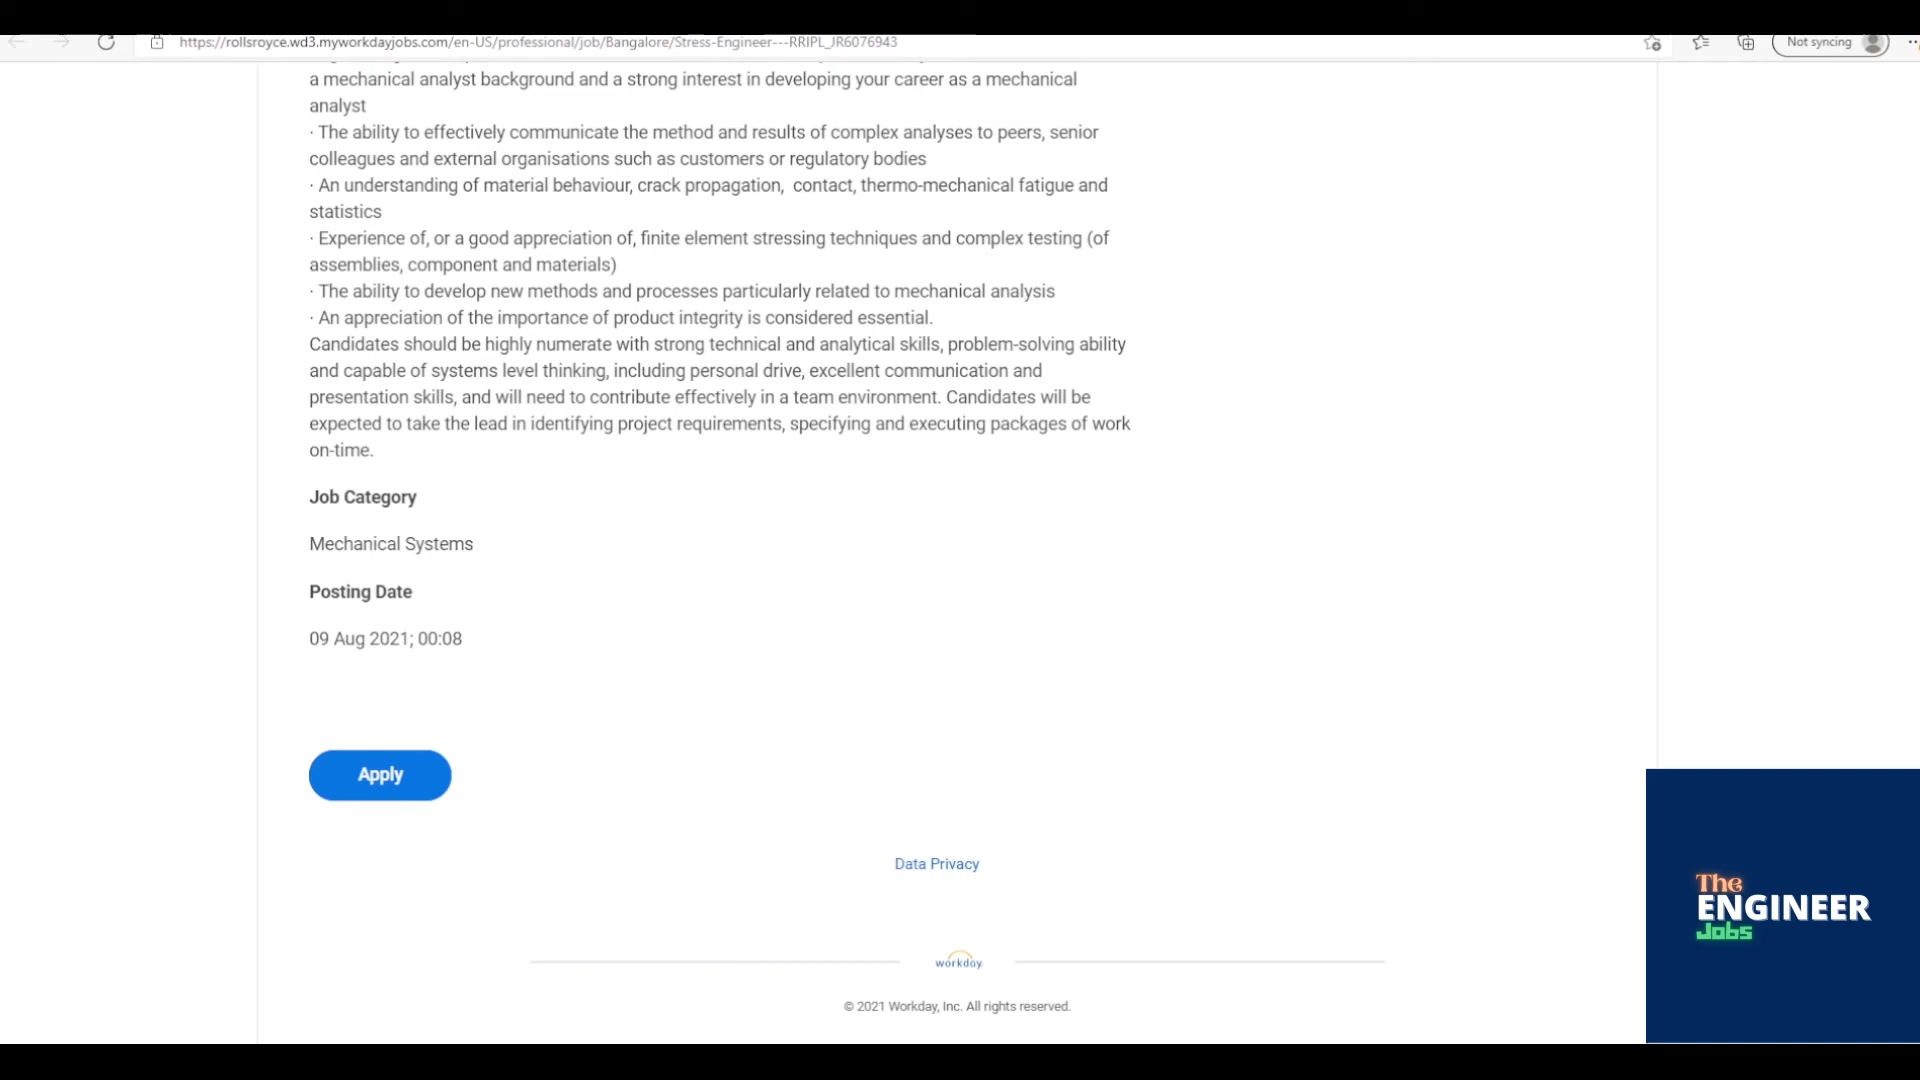 https://rollsroyce.wd3.myworkdayjobs.com/en-US/professional/job/Bangalore/Stress-Engineer---RRIPL_JR6076943
Not syncing
a mechanical analyst background and a strong interest in developing your career as a mechanical
analyst
· The ability to effectively communicate the method and results of complex analyses to peers, senior
colleagues and external organisations such as customers or regulatory bodies
· An understanding of material behaviour, crack propagation,  contact, thermo-mechanical fatigue and
statistics
· Experience of, or a good appreciation of, finite element stressing techniques and complex testing (of
assemblies, component and materials)
· The ability to develop new methods and processes particularly related to mechanical analysis
· An appreciation of the importance of product integrity is considered essential.
Candidates should be highly numerate with strong technical and analytical skills, problem-solving ability
and capable of systems level thinking, including personal drive, excellent communication and
presentation skills, and will need to contribute effectively in a team environment. Candidates will be
expected to take the lead in identifying project requirements, specifying and executing packages of work
on-time.
Job Category
Mechanical Systems
Posting Date
09 Aug 2021; 00:08
Apply
Data Privacy
The
ENGINEER
Jobs
workday.
© 2021 Workday, Inc. All rights reserved.